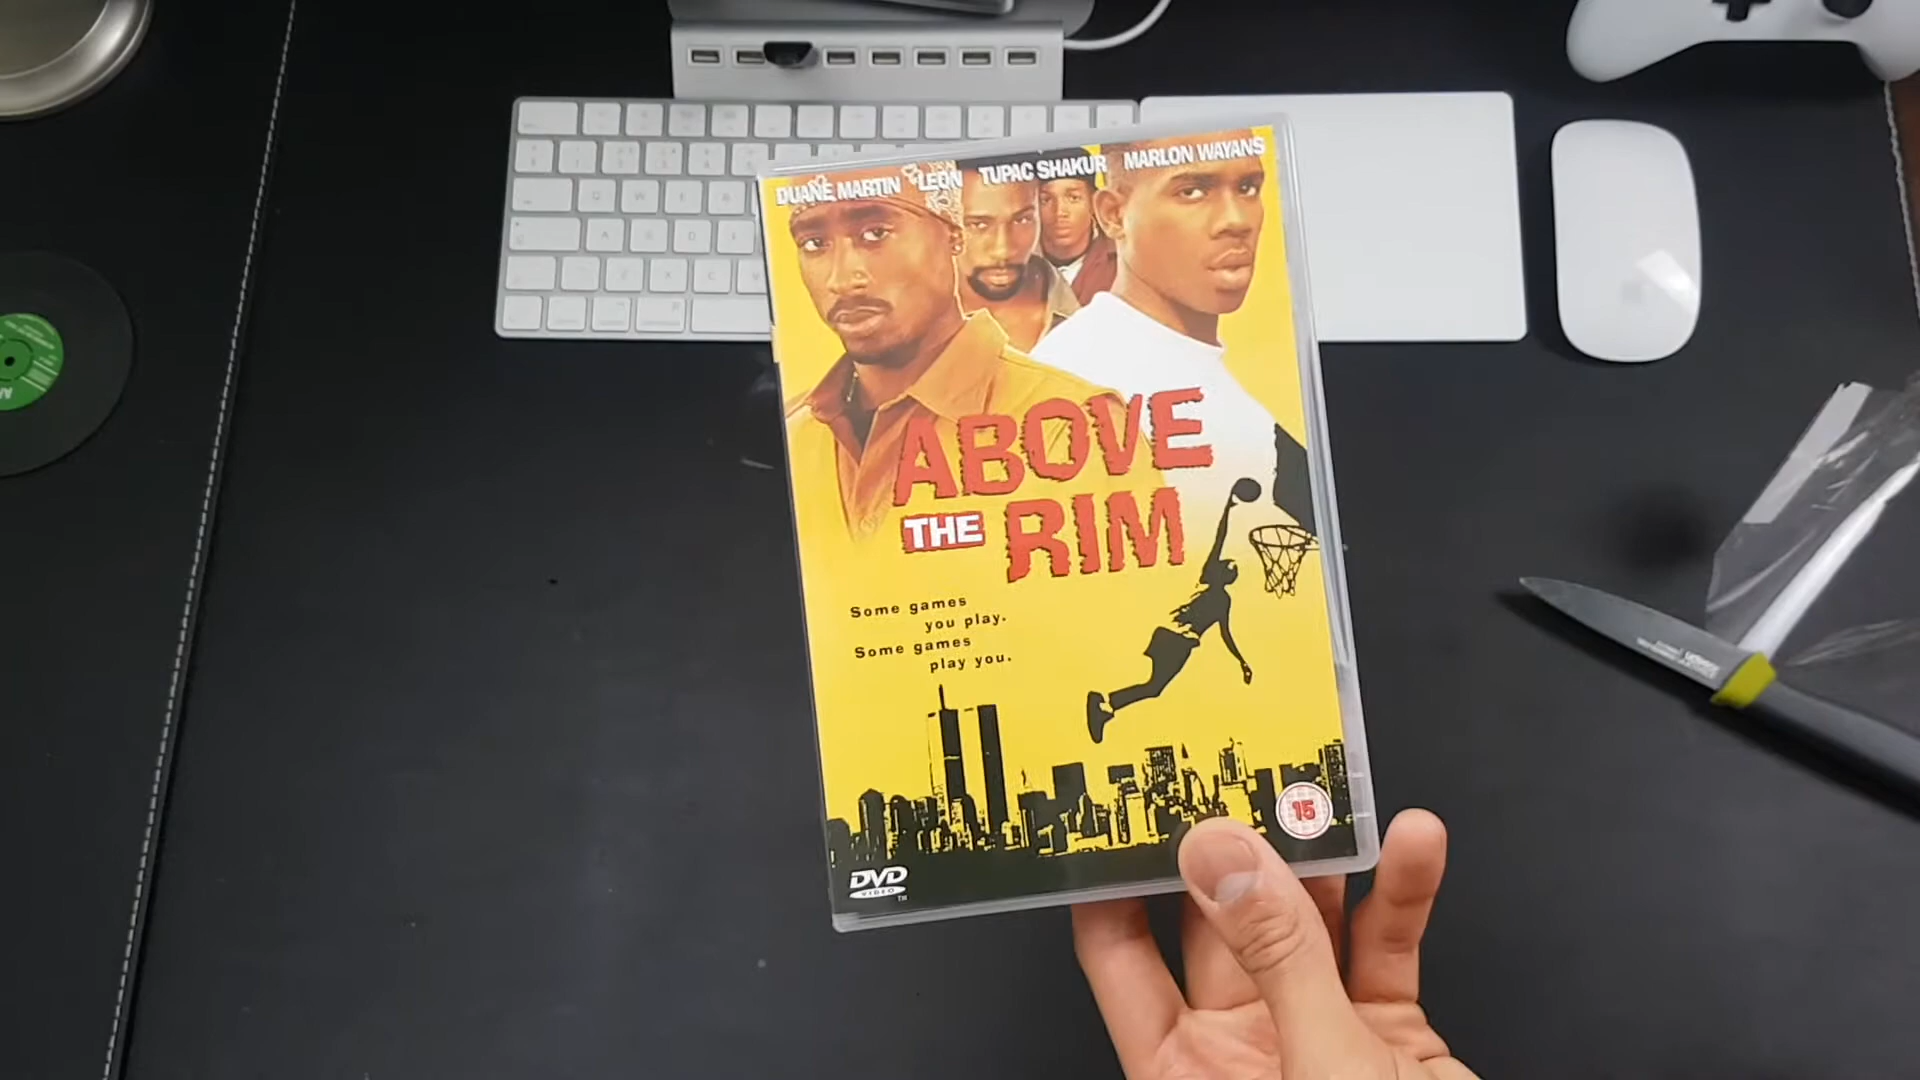 DUANE MARTIN LEON TUPAC SHAKUR MARLON WAYANS
ABOVE
THE RIM
Some games
you play.
Some games
play you.
15
DVD
VIDEO
TM